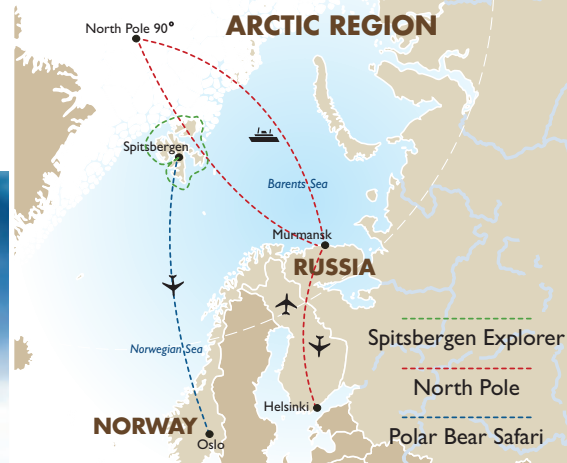 ARCTIC REGION
North Pole 90°
Spitsbergen
Barents Sea
Murmansk
RUSSIA
Spitsbergen Explorer
Norwegian Sea
North Pole
Helsinki
NORWAY
Oslo
Polar Bear Safari